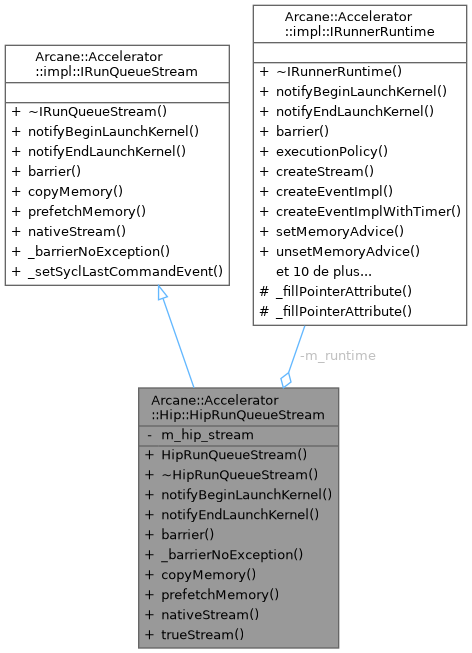 Arcane::Accelerator
::impl::IRunQueueStream
+ ~IRunQueueStream()
+ notifyBeginLaunchKernel()
+ notifyEndLaunchKernel()
+ barrier()
+ copyMemory()
+ prefetchMemory()
+ nativeStream()
+ _barrierNoException()
+ _setSyclLastCommandEvent()
Arcane::Accelerator
::impl::IRunnerRuntime
+ ~IRunnerRuntime()
+ notifyBeginLaunchKernel()
+ notifyEndLaunchKernel()
+ barrier()
+ executionPolicy()
+ createStream()
+ createEventImpl()
+ createEventImplWithTimer()
+ setMemoryAdvice()
+ unsetMemoryAdvice()
et 10 de plus...
# _fillPointerAttribute()
# _fillPointerAttribute()
-m_runtime
Arcane::Accelerator
::Hip::HipRunQueueStream
- m_hip_stream
+ HipRunQueueStream()
+ ~HipRunQueueStream()
+ notifyBeginLaunchKernel()
+ notifyEndLaunchKernel()
+ barrier()
+ _barrierNoException()
+ copyMemory()
+ prefetchMemory()
+ nativeStream()
+ trueStream()